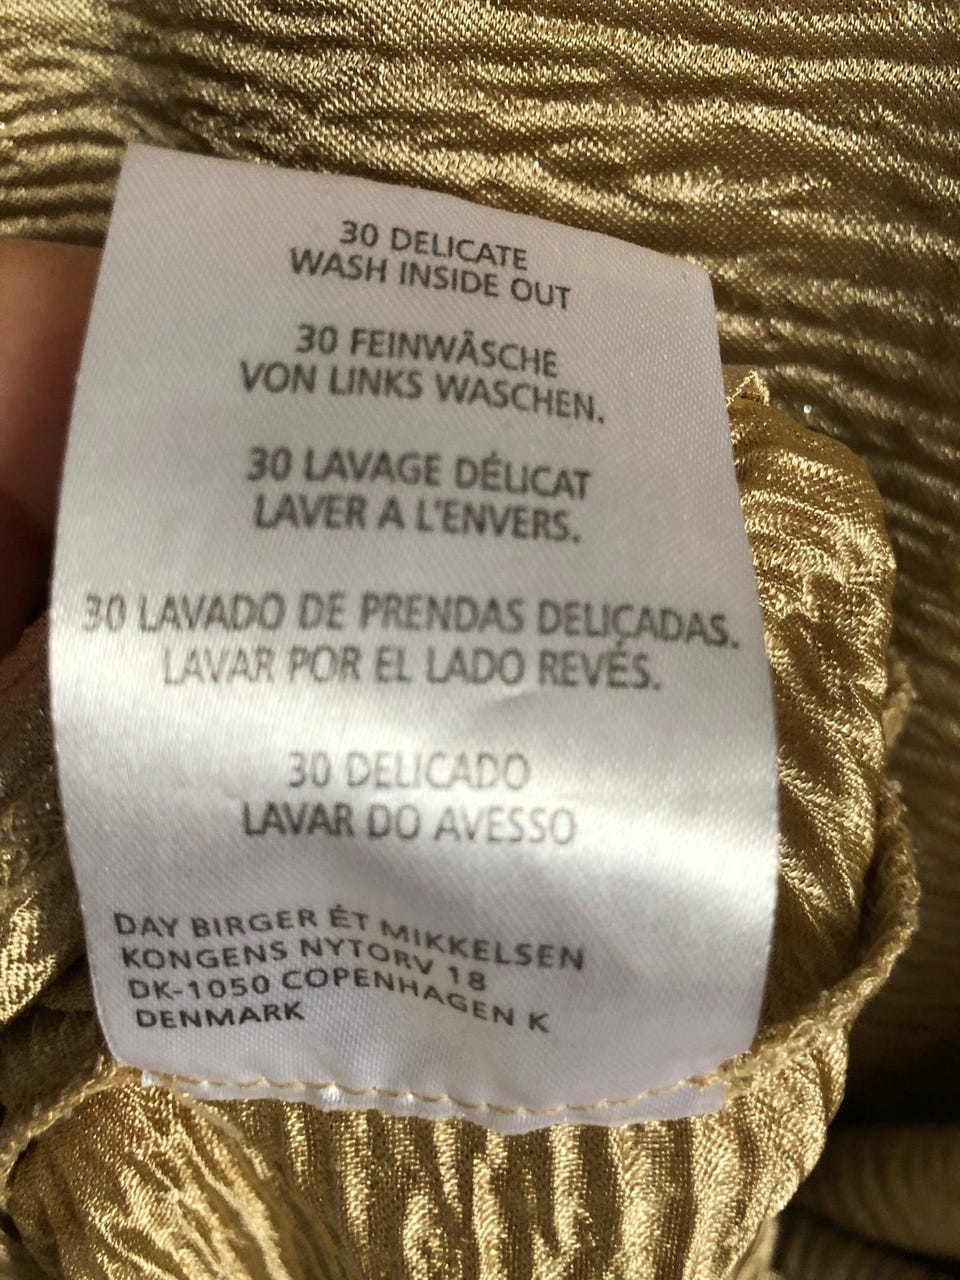 30 DELICATE
WASH INSIDE OUT
30 FEINWÄSCHE
VON LINKS WASCHEN.
30 LAVAGE DÉLICAT
LAVER A L'ENVERS.
30 LAVADO DE PRENDAS DELIÇADAS.
LAVAR POR EL LADO REVÉS.
30 DELICADO
LAVAR DO AVESSO
DAY BIRGER ÉT MIKKELSEN
KONGENS NYTORV 18
DK-1050 COPENHAGEN K
DENMARK